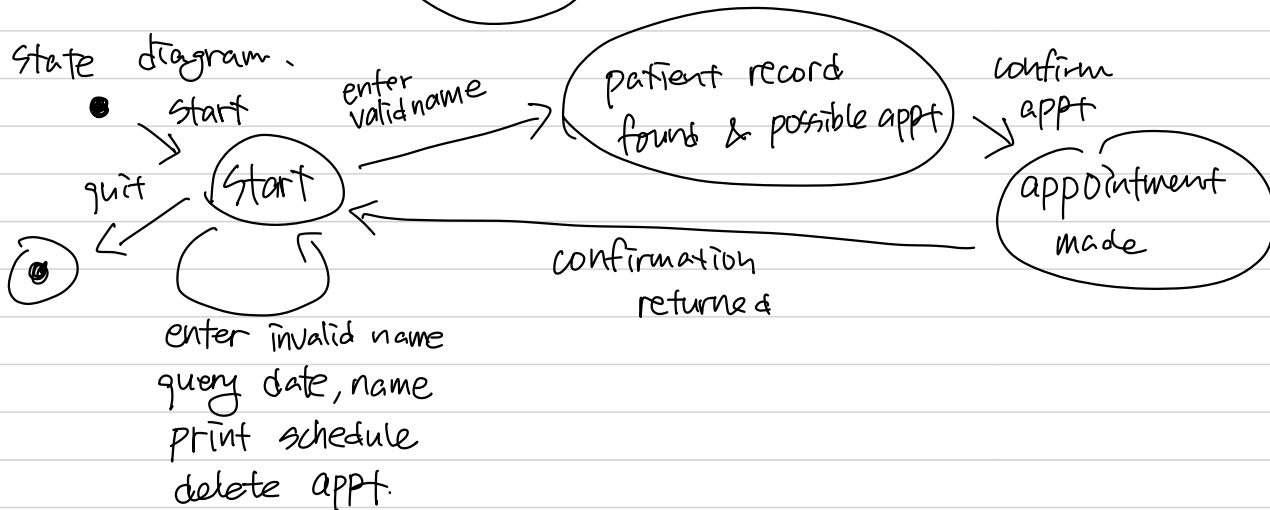 state diagram.
start
enter
valid name
patient record
found & possible appt
confirm
appt
quit
start
appointment
made
confirmation
returned
enter invalid name
query date, name
print schedule
delete appt.